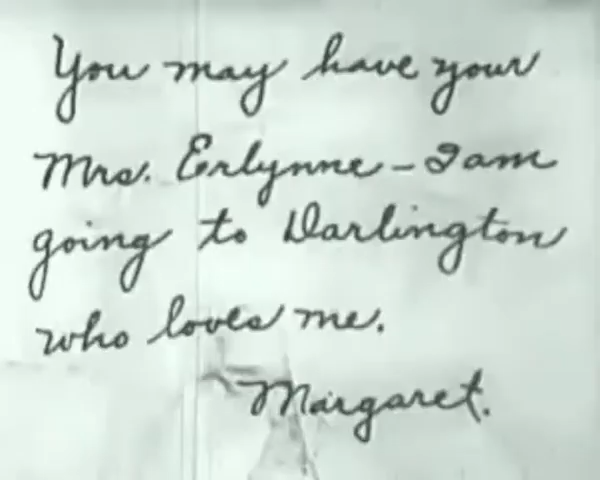 You may have your
Mrs. Erlynne - I am
going to Darlington
who loves me.
Margaret.